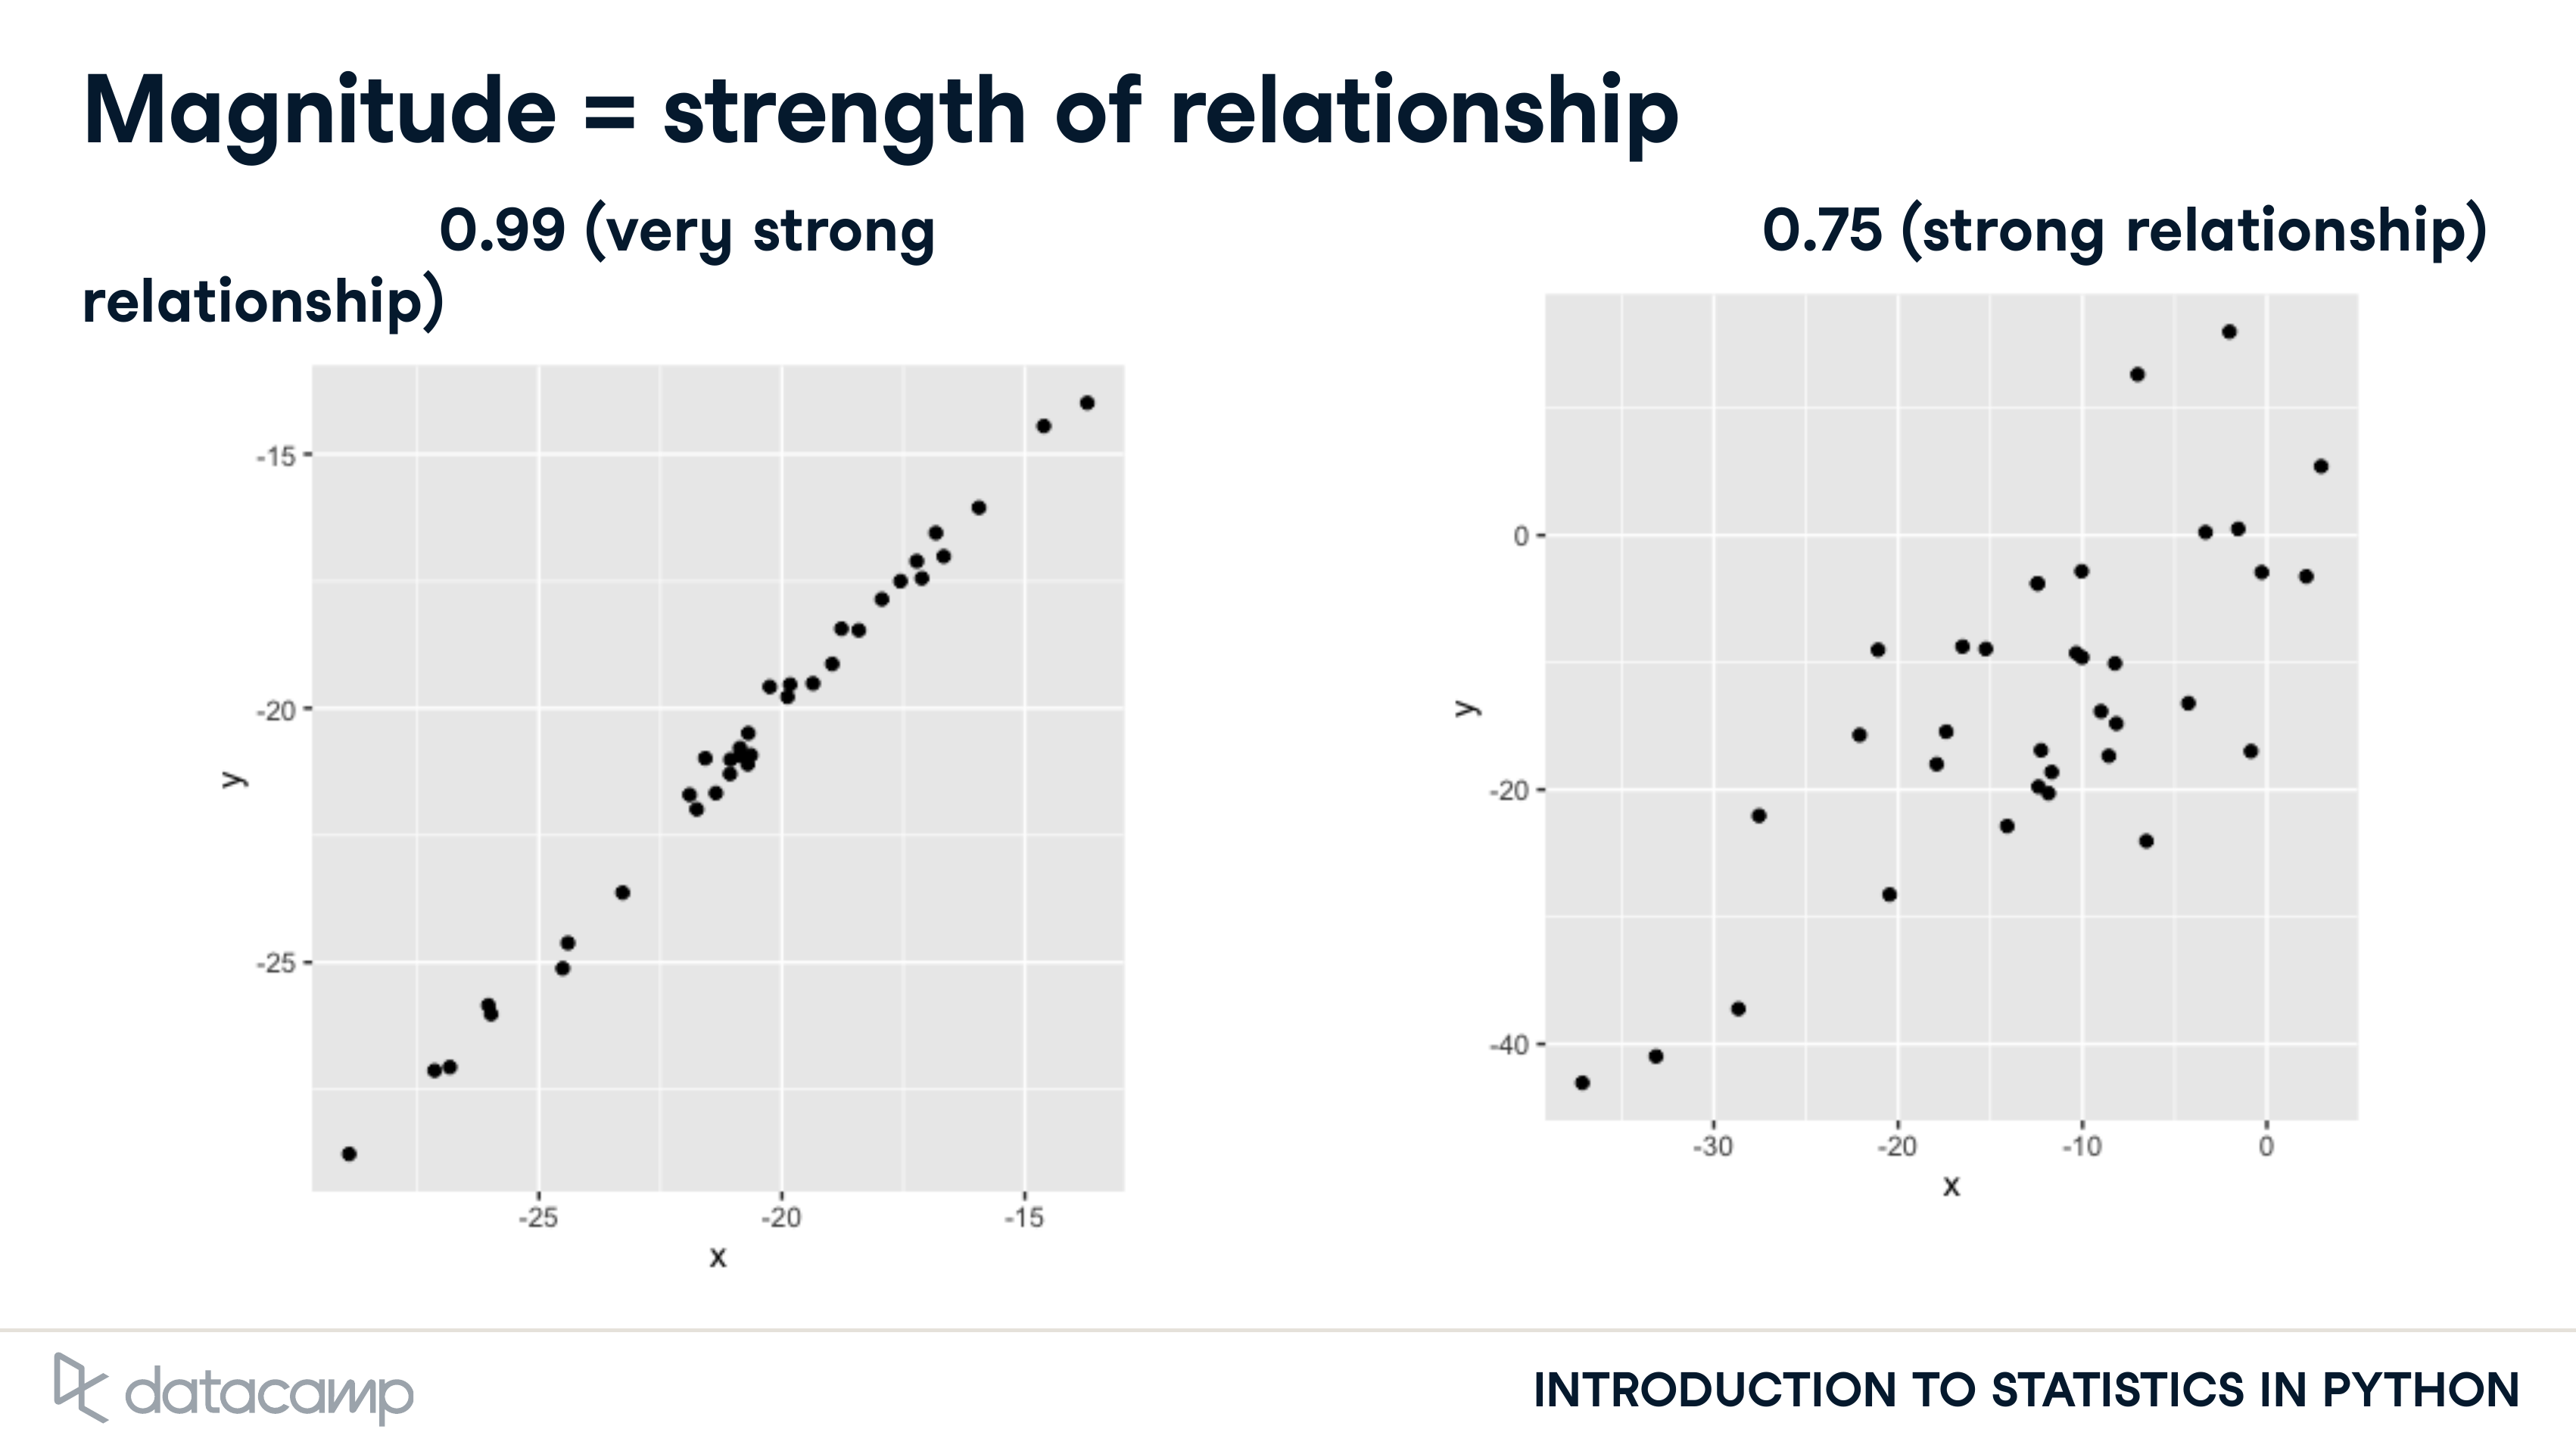 Magnitude = strength of relationship
0.99 (very strong
relationship)
-15
-20
-25
y
-25 -20 -15
x
0.75 (strong relationship)
0
-20
-40
y
-30 -20 -10 0
x
datacamp
INTRODUCTION TO STATISTICS IN PYTHON